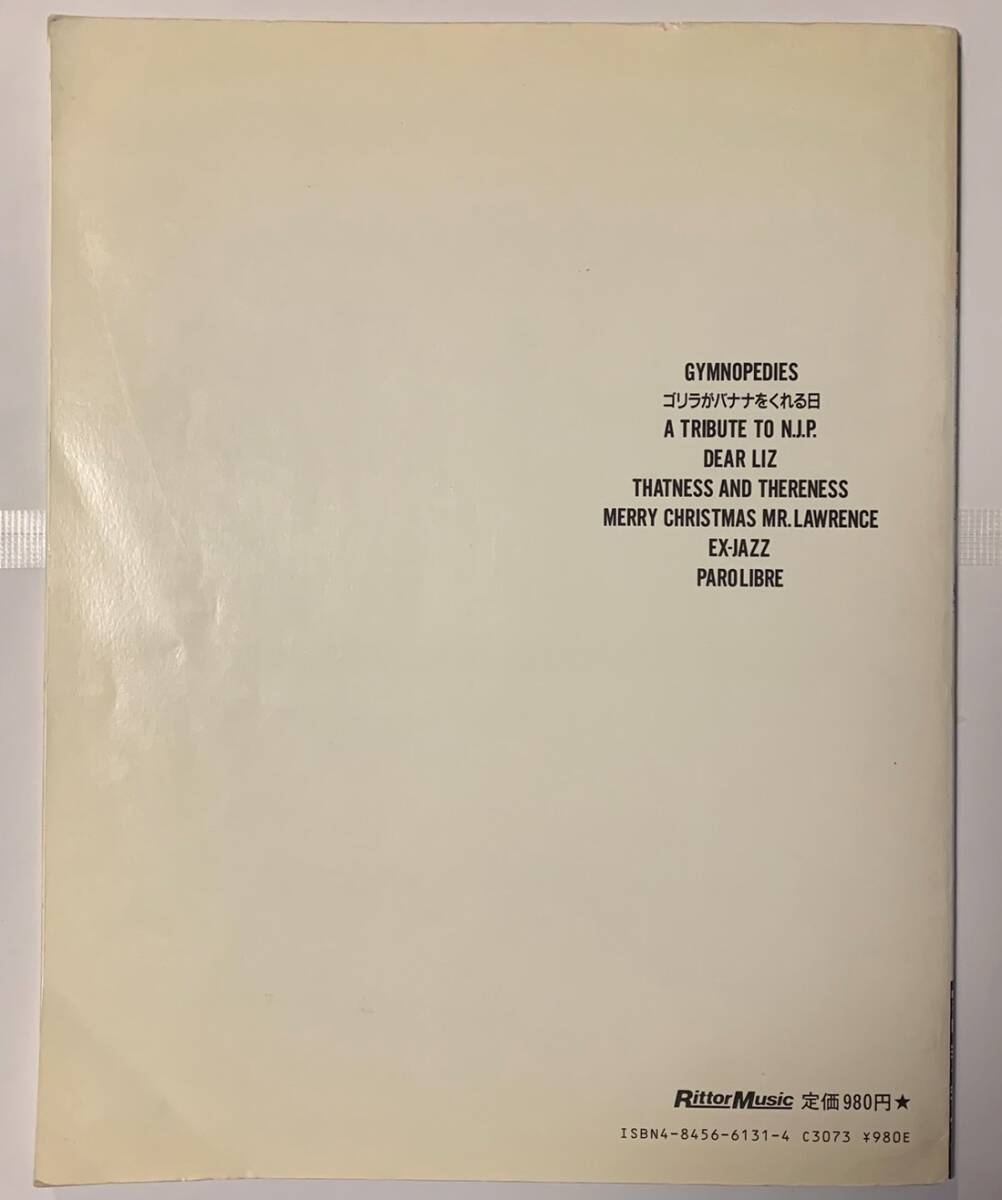 GYMNOPEDIES
ゴリラがバナナをくれる日
A TRIBUTE TO N.J.P.
DEAR LIZ
THATNESS AND THERENESS
MERRY CHRISTMAS MR. LAWRENCE
EX-JAZZ
PAROLIBRE
RittorMusic 定価980円★
ISBN4-8456-6131-4 C3073 ¥980E